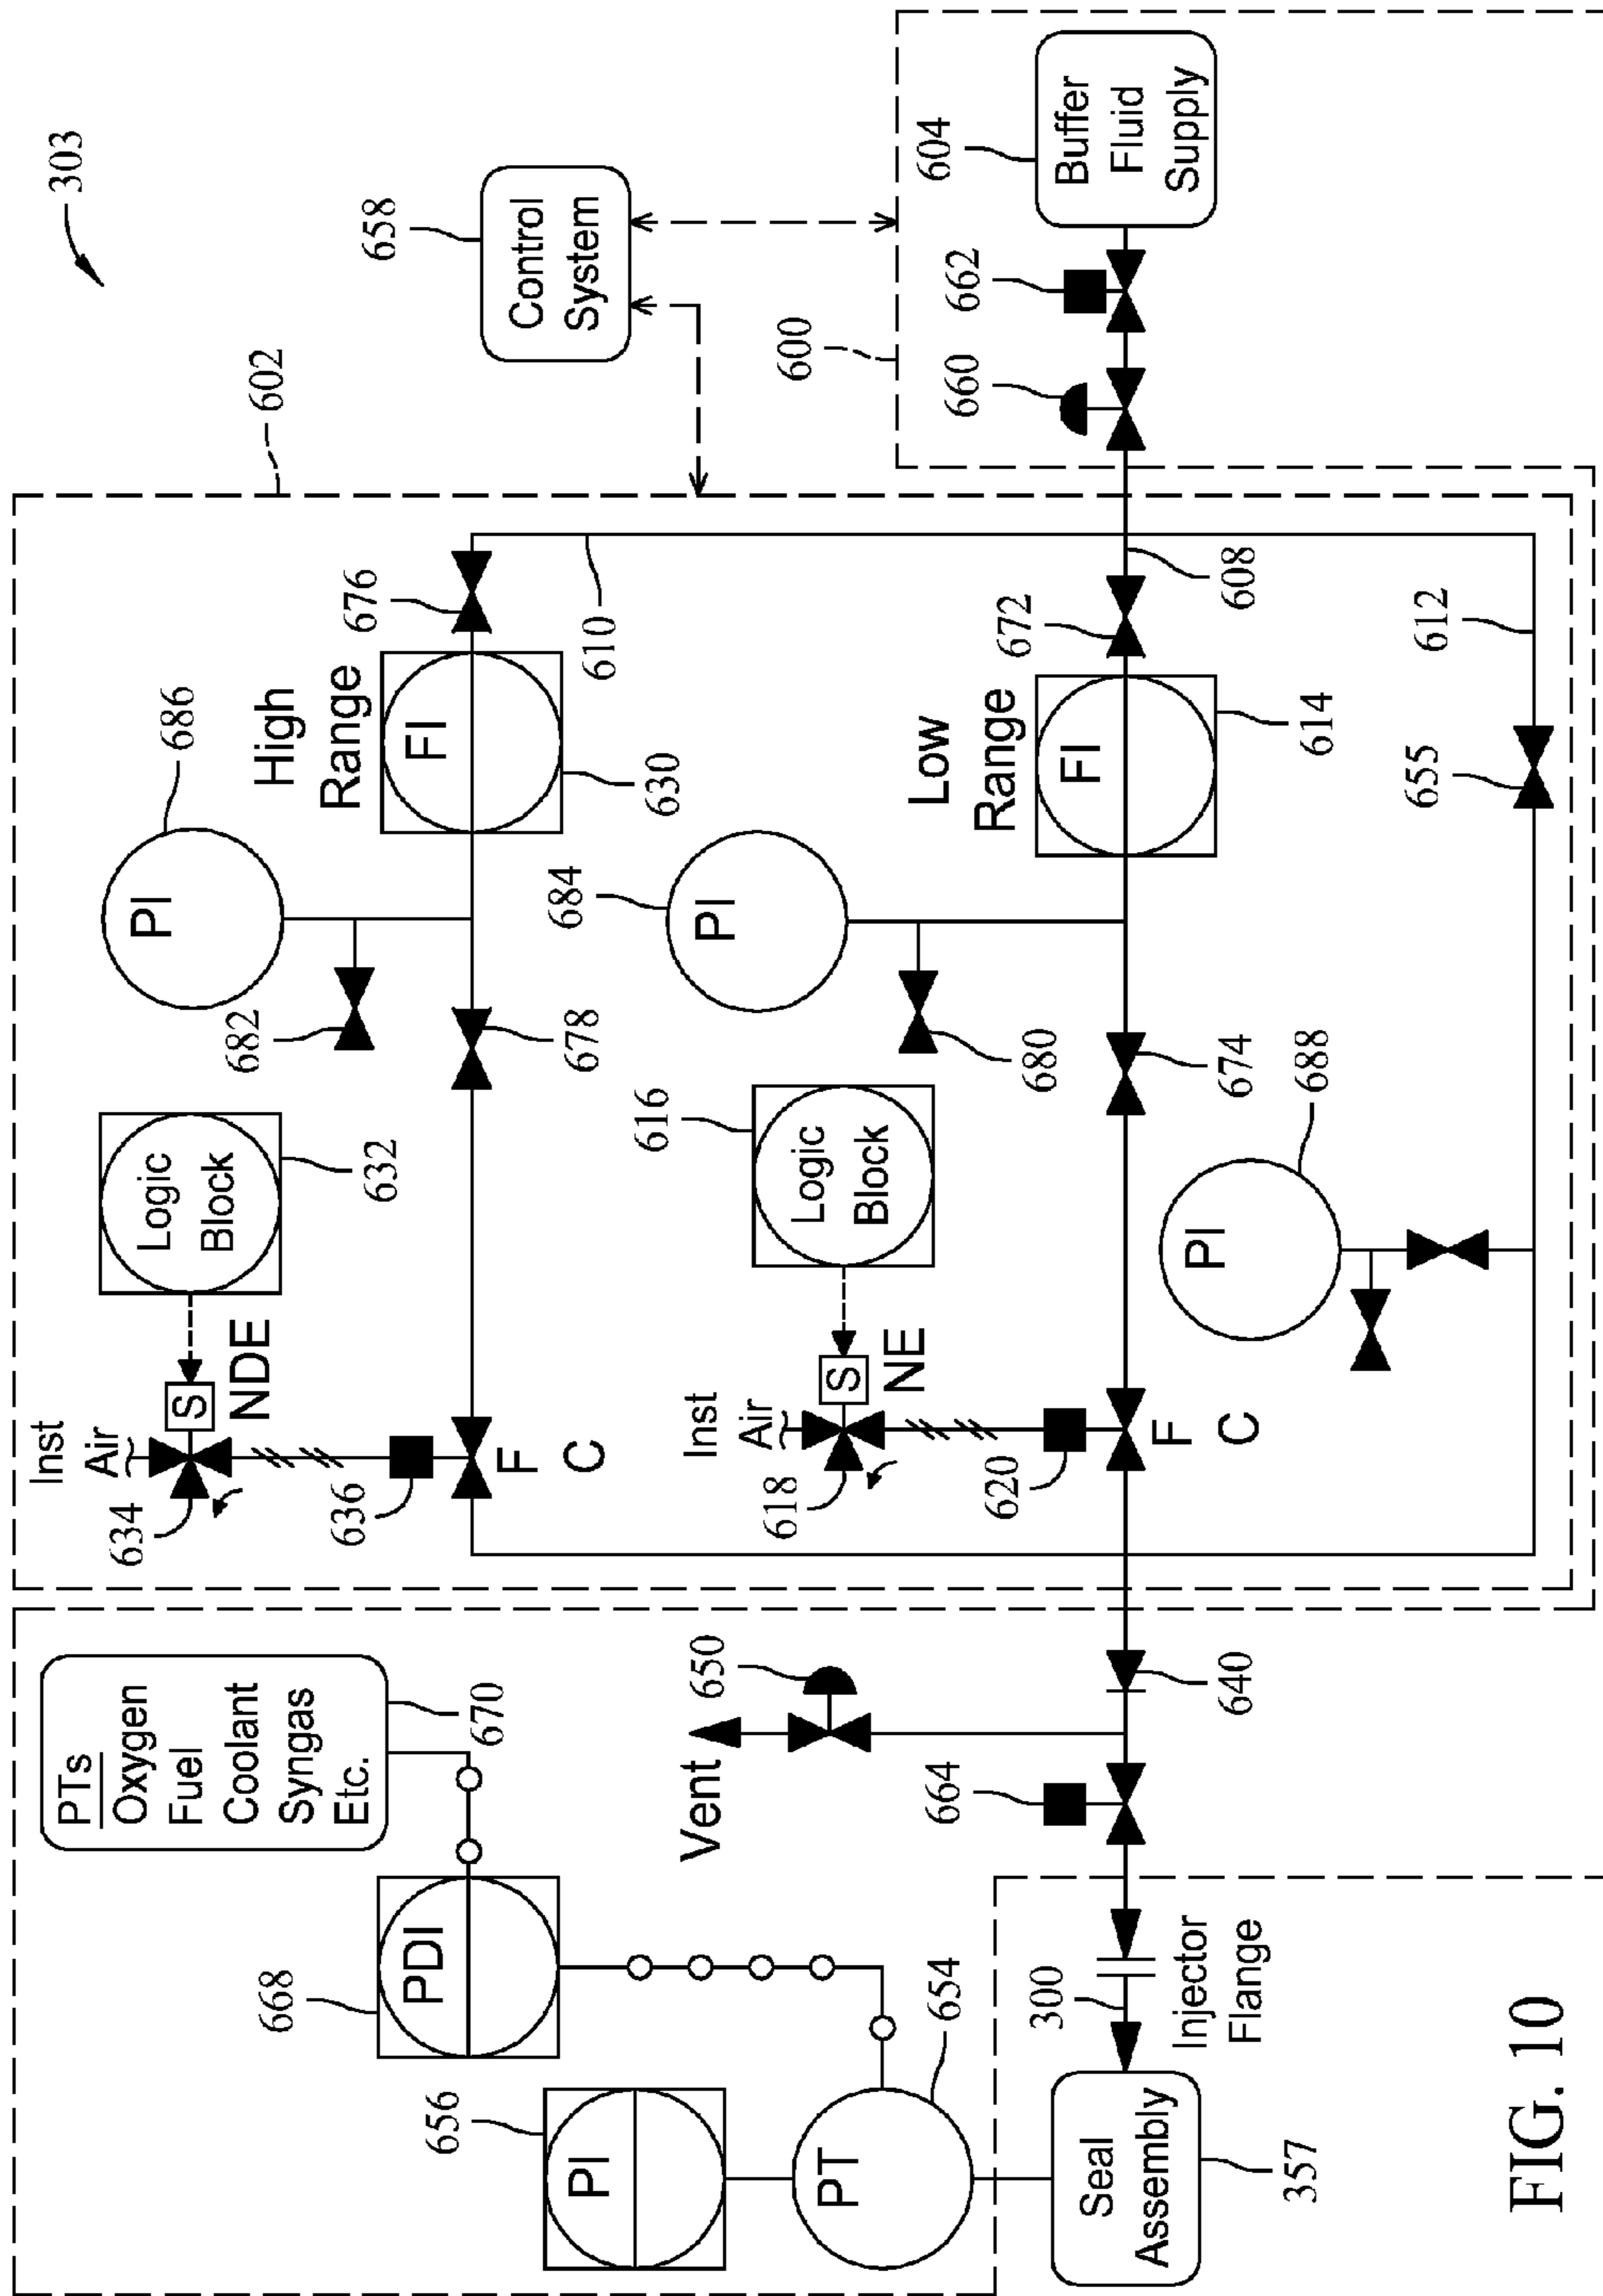 303
602
658
Control
System
600
604
Buffer
Fluid
Supply
662
660
PTs
Oxygen
Fuel
Coolant
Syngas
Etc.
670
668
PDI
656
PI
654
PT
Seal
Assembly
357
300
Injector
Flange
664
Vent
650
640
Inst
Air
S
NDE
634
636
F C
Logic
Block
632
PI
686
682
678
High
Range
FI
630
676
610
Inst
Air
S
NE
618
620
F C
Logic
Block
616
PI
684
680
674
Low
Range
FI
614
672
608
PI
688
655
612
FIG. 10